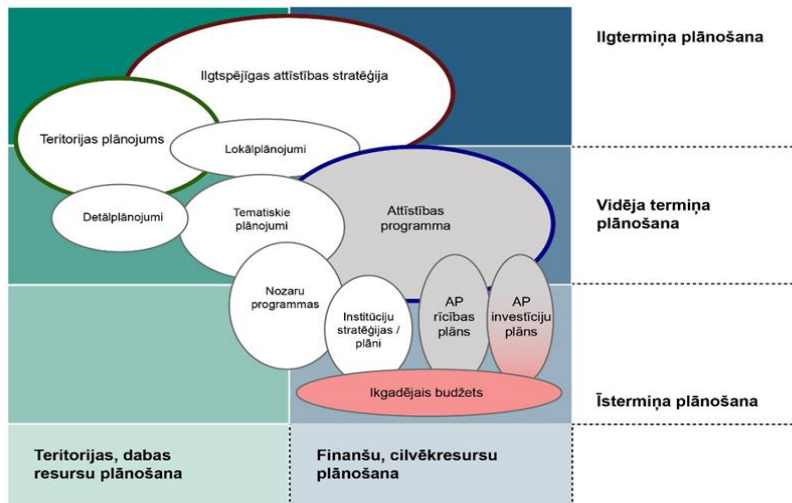 Ilgtermiņa plānošana
Ilgtspējīgas attīstības stratēģija
Teritorijas plānojums
Lokālplānojumi
Vidēja termiņa
plānošana
Detālplānojumi
Tematiskie
plānojumi
Attīstības
programma
Nozaru
programmas
Institūciju
stratēģijas /
plāni
AP
rīcības
plāns
AP
investīciju
plāns
Ikgadējais budžets
Īstermiņa plānošana
Teritorijas, dabas
resursu plānošana
Finanšu, cilvēkresursu
plānošana